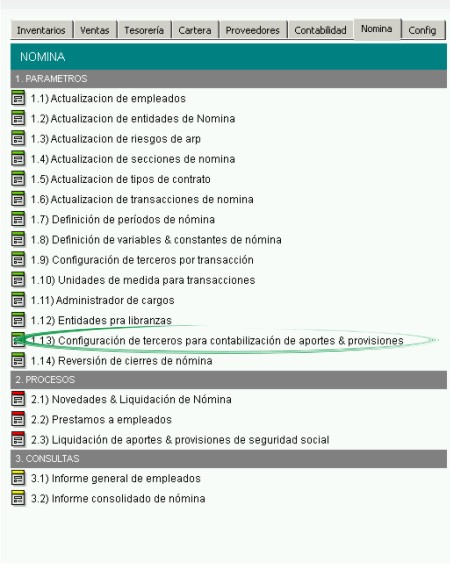 Inventarios Ventas Tesorería Cartera Proveedores Contabilidad Nomina Config
NOMINA
1. PARAMETROS
1.1) Actualizacion de empleados
1.2) Actualizacion de entidades de Nomina
1.3) Actualizacion de riesgos de arp
1.4) Actualizacion de secciones de nomina
1.5) Actualizacion de tipos de contrato
1.6) Actualizacion de transacciones de nomina
1.7) Definición de períodos de nómina
1.8) Definición de variables & constantes de nómina
1.9) Configuración de terceros por transacción
1.10) Unidades de medida para transacciones
1.11) Administrador de cargos
1.12) Entidades pra libranzas
1.13) Configuración de terceros para contabilización de aportes & provisiones
1.14) Reversión de cierres de nómina
2. PROCESOS
2.1) Novedades & Liquidación de Nómina
2.2) Prestamos a empleados
2.3) Liquidación de aportes & provisiones de seguridad social
3. CONSULTAS
3.1) Informe general de empleados
3.2) Informe consolidado de nómina